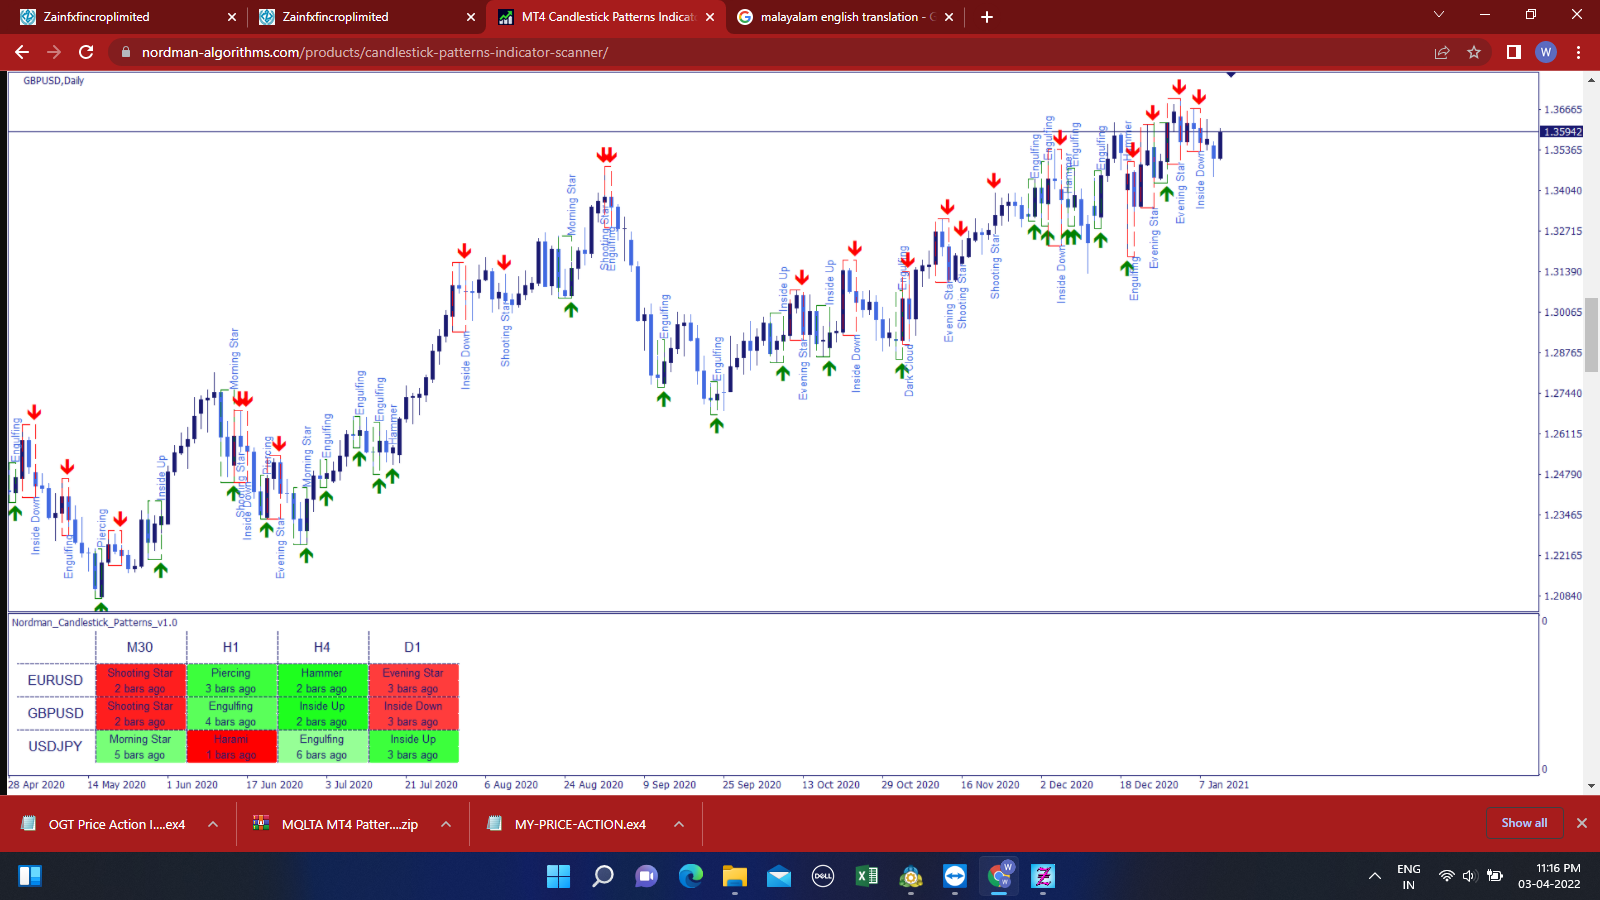 Zainfxfincroplimited
Zainfxfincroplimited
MT4 Candlestick Patterns Indicat
malayalam english translation - G
nordman-algorithms.com/products/candlestick-patterns-indicator-scanner/
W
GBPUSD,Daily
1.36665
1.35942
1.35365
1.34040
1.32715
1.31390
1.30065
1.28765
1.27440
1.26115
1.24790
1.23465
1.22165
1.20840
Engulfing
Inside Down
Engulfing
Piercing
Inside Up
Morning Star
Shooting Star
Inside Down
Piercing
Evening Star
Morning Star
Engulfing
Engulfing
Engulfing
Hammer
Inside Down
Shooting Star
Morning Star
Shooting Star
Engulfing
Engulfing
Engulfing
Inside Up
Evening Star
Inside Up
Inside Down
Engulfing
Dark Cloud
Evening Star
Shooting Star
Shooting Star
Engulfing
Engulfing
Inside Down
Hammer
Engulfing
Engulfing
Hammer
Engulfing
Evening Star
Evening Star
Inside Down
Nordman_Candlestick_Patterns_v1.0
0
M30 H1 H4 D1
EURUSD
Shooting Star Piercing Hammer Evening Star
2 bars ago 3 bars ago 2 bars ago 3 bars ago
GBPUSD
Shooting Star Engulfing Inside Up Inside Down
2 bars ago 4 bars ago 2 bars ago 3 bars ago
USDJPY
Morning Star Harami Engulfing Inside Up
5 bars ago 1 bars ago 6 bars ago 3 bars ago
0
28 Apr 2020 14 May 2020 1 Jun 2020 17 Jun 2020 3 Jul 2020 21 Jul 2020 6 Aug 2020 24 Aug 2020 9 Sep 2020 25 Sep 2020 13 Oct 2020 29 Oct 2020 16 Nov 2020 2 Dec 2020 18 Dec 2020 7 Jan 2021
OGT Price Action I....ex4
MQLTA MT4 Patter....zip
MY-PRICE-ACTION.ex4
Show all
DELL
W
ENG
IN
11:16 PM
03-04-2022